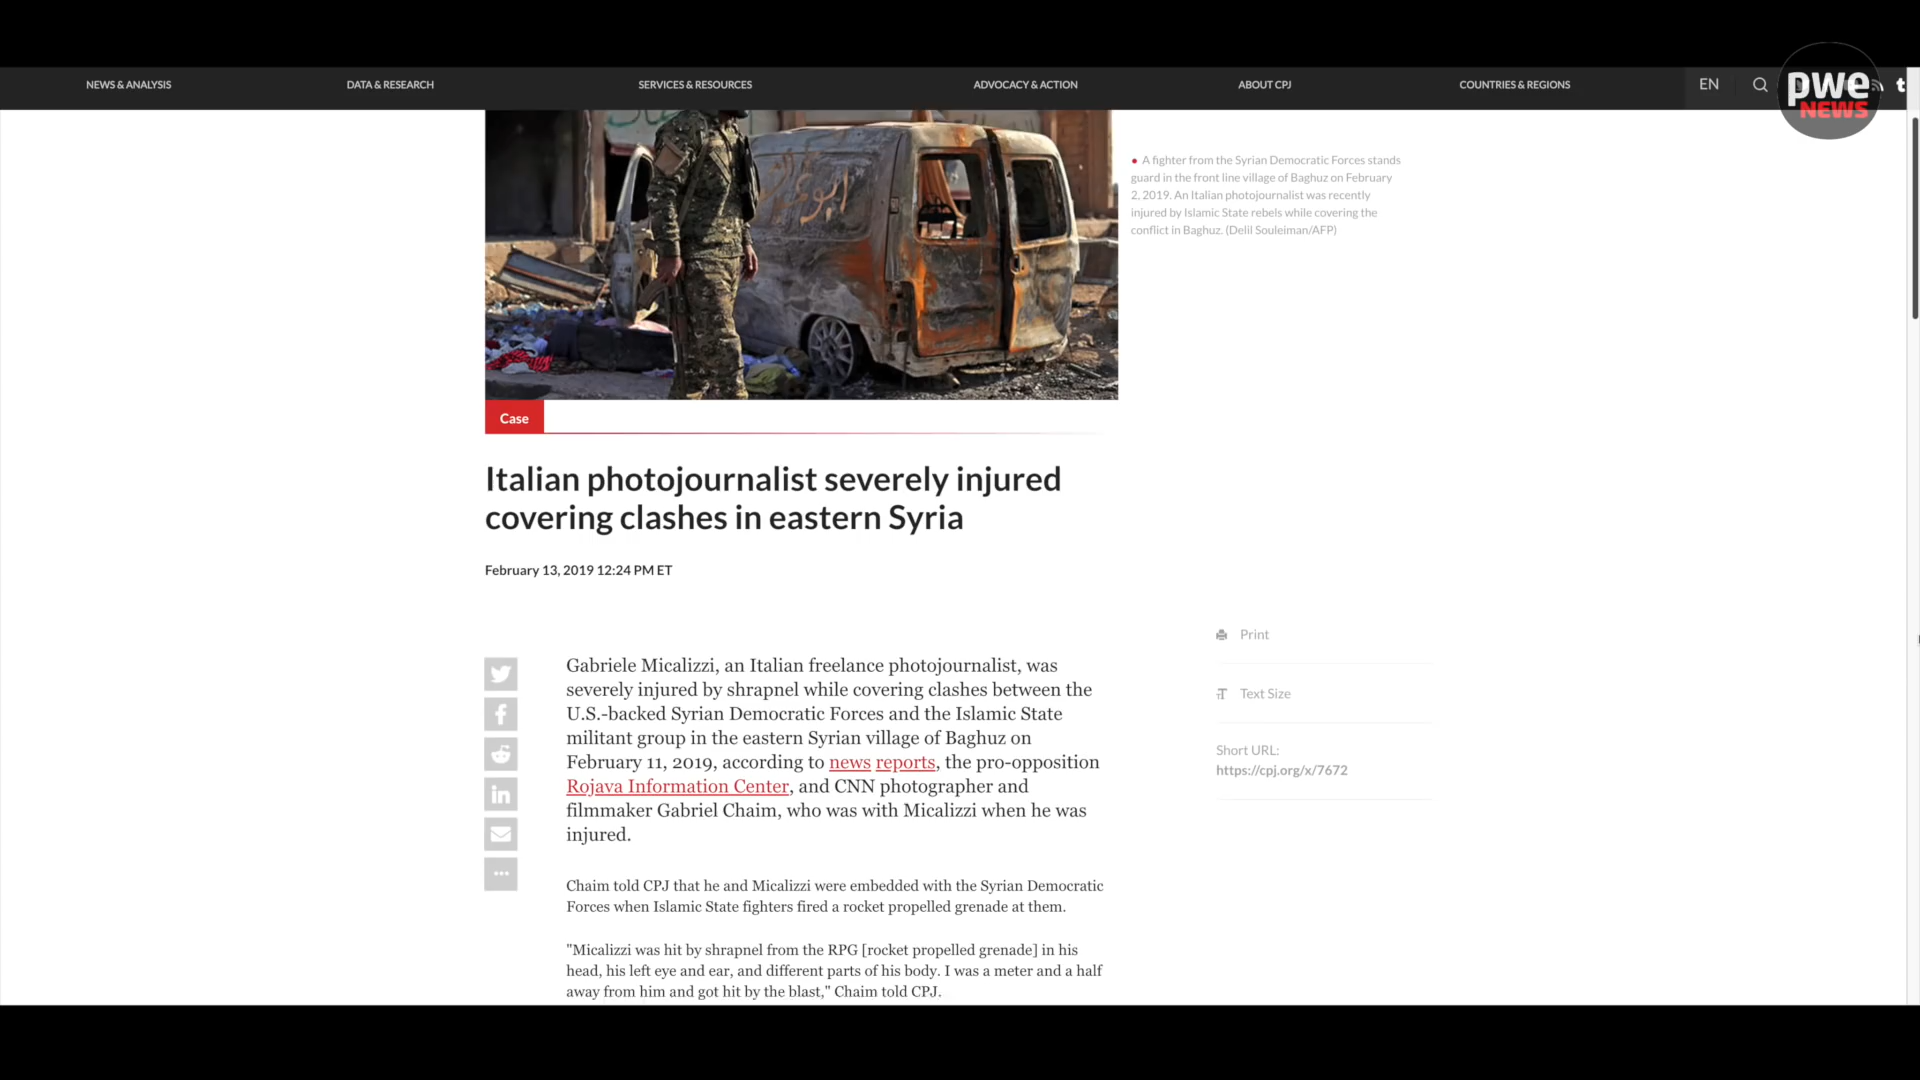 NEWS & ANALYSIS
DATA & RESEARCH
SERVICES & RESOURCES
ADVOCACY & ACTION
ABOUT CPJ
COUNTRIES & REGIONS
EN
pwe
NEWS
• A fighter from the Syrian Democratic Forces stands
guard in the front line village of Baghuz on February
2, 2019. An Italian photojournalist was recently
injured by Islamic State rebels while covering the
conflict in Baghuz. (Delil Souleiman/AFP)
Case
Italian photojournalist severely injured
covering clashes in eastern Syria
February 13, 2019 12:24 PM ET
Gabriele Micalizzi, an Italian freelance photojournalist, was
severely injured by shrapnel while covering clashes between the
U.S.-backed Syrian Democratic Forces and the Islamic State
militant group in the eastern Syrian village of Baghuz on
February 11, 2019, according to news reports, the pro-opposition
Rojava Information Center, and CNN photographer and
filmmaker Gabriel Chaim, who was with Micalizzi when he was
injured.
Chaim told CPJ that he and Micalizzi were embedded with the Syrian Democratic
Forces when Islamic State fighters fired a rocket propelled grenade at them.
"Micalizzi was hit by shrapnel from the RPG [rocket propelled grenade] in his
head, his left eye and ear, and different parts of his body. I was a meter and a half
away from him and got hit by the blast," Chaim told CPJ.
Print
Text Size
Short URL:
https://cpj.org/x/7672